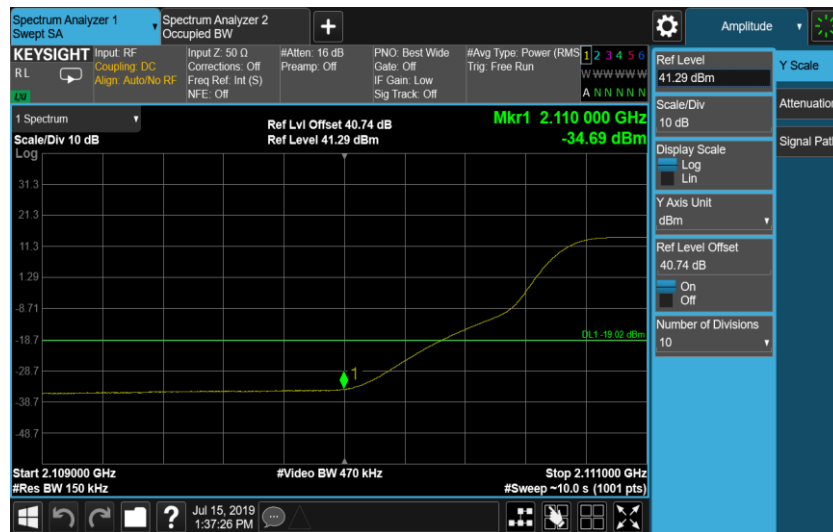 Spectrum Analyzer 1
Swept SA
Spectrum Analyzer 2
Occupied BW
+
Amplitude
KEYSIGHT
RL
LXI
Input: RF
Coupling: DC
Align: Auto/No RF
Input Z: 50 Ω
Corrections: Off
Freq Ref: Int (S)
NFE: Off
#Atten: 16 dB
Preamp: Off
PNO: Best Wide
Gate: Off
IF Gain: Low
Sig Track: Off
#Avg Type: Power (RMS
Trig: Free Run
1 2 3 4 5 6
W W W W W W
A N N N N N
1 Spectrum
Scale/Div 10 dB
Log
Ref Lvl Offset 40.74 dB
Ref Level 41.29 dBm
Mkr1 2.110 000 GHz
-34.69 dBm
31.3
21.3
11.3
1.29
-8.71
-18.7
-28.7
-38.7
-48.7
DL1 -19.02 dBm
1
Start 2.109000 GHz
#Res BW 150 kHz
#Video BW 470 kHz
Stop 2.111000 GHz
#Sweep ~10.0 s (1001 pts)
Ref Level
41.29 dBm
Scale/Div
10 dB
Display Scale
Log
Lin
Y Axis Unit
dBm
Ref Level Offset
40.74 dB
On
Off
Number of Divisions
10
Y Scale
Attenuation
Signal Path
?
Jul 15, 2019
1:37:26 PM